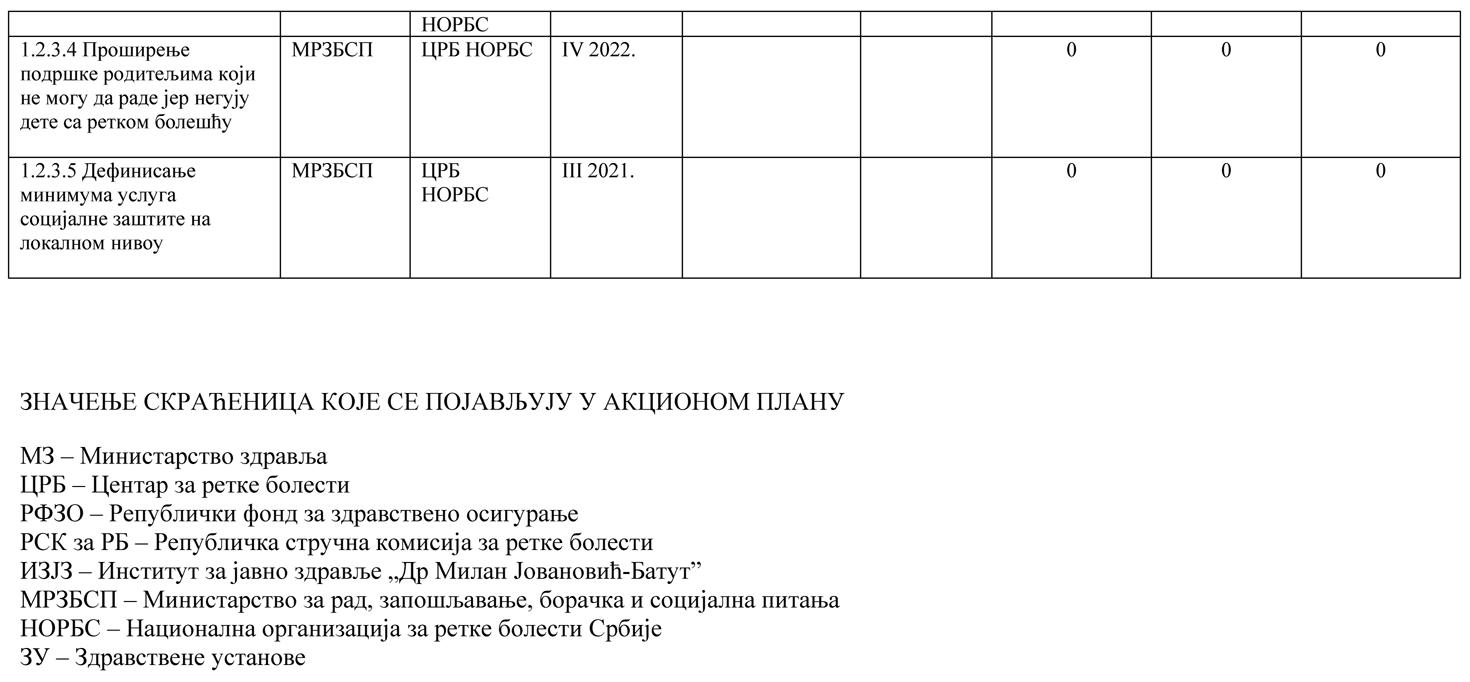 НОРБС
1.2.3.4 Проширење МРЗБСП ЦРБ НОРБС IV 2022. 0 0 0
подршке родитељима који
не могу да раде јер негују
дете са ретком болешћу
1.2.3.5 Дефинисање МРЗБСП ЦРБ III 2021. 0 0 0
минимума услуга НОРБС
социјалне заштите на
локалном нивоу
ЗНАЧЕЊЕ СКРАЋЕНИЦА КОЈЕ СЕ ПОЈАВЉУЈУ У АКЦИОНОМ ПЛАНУ
МЗ – Министарство здравља
ЦРБ – Центар за ретке болести
РФЗО – Републички фонд за здравствено осигурање
РСК за РБ – Републичка стручна комисија за ретке болести
ИЗЈЗ – Институт за јавно здравље „Др Милан Јовановић-Батут”
МРЗБСП – Министарство за рад, запошљавање, борачка и социјална питања
НОРБС – Национална организација за ретке болести Србије
ЗУ – Здравствене установе